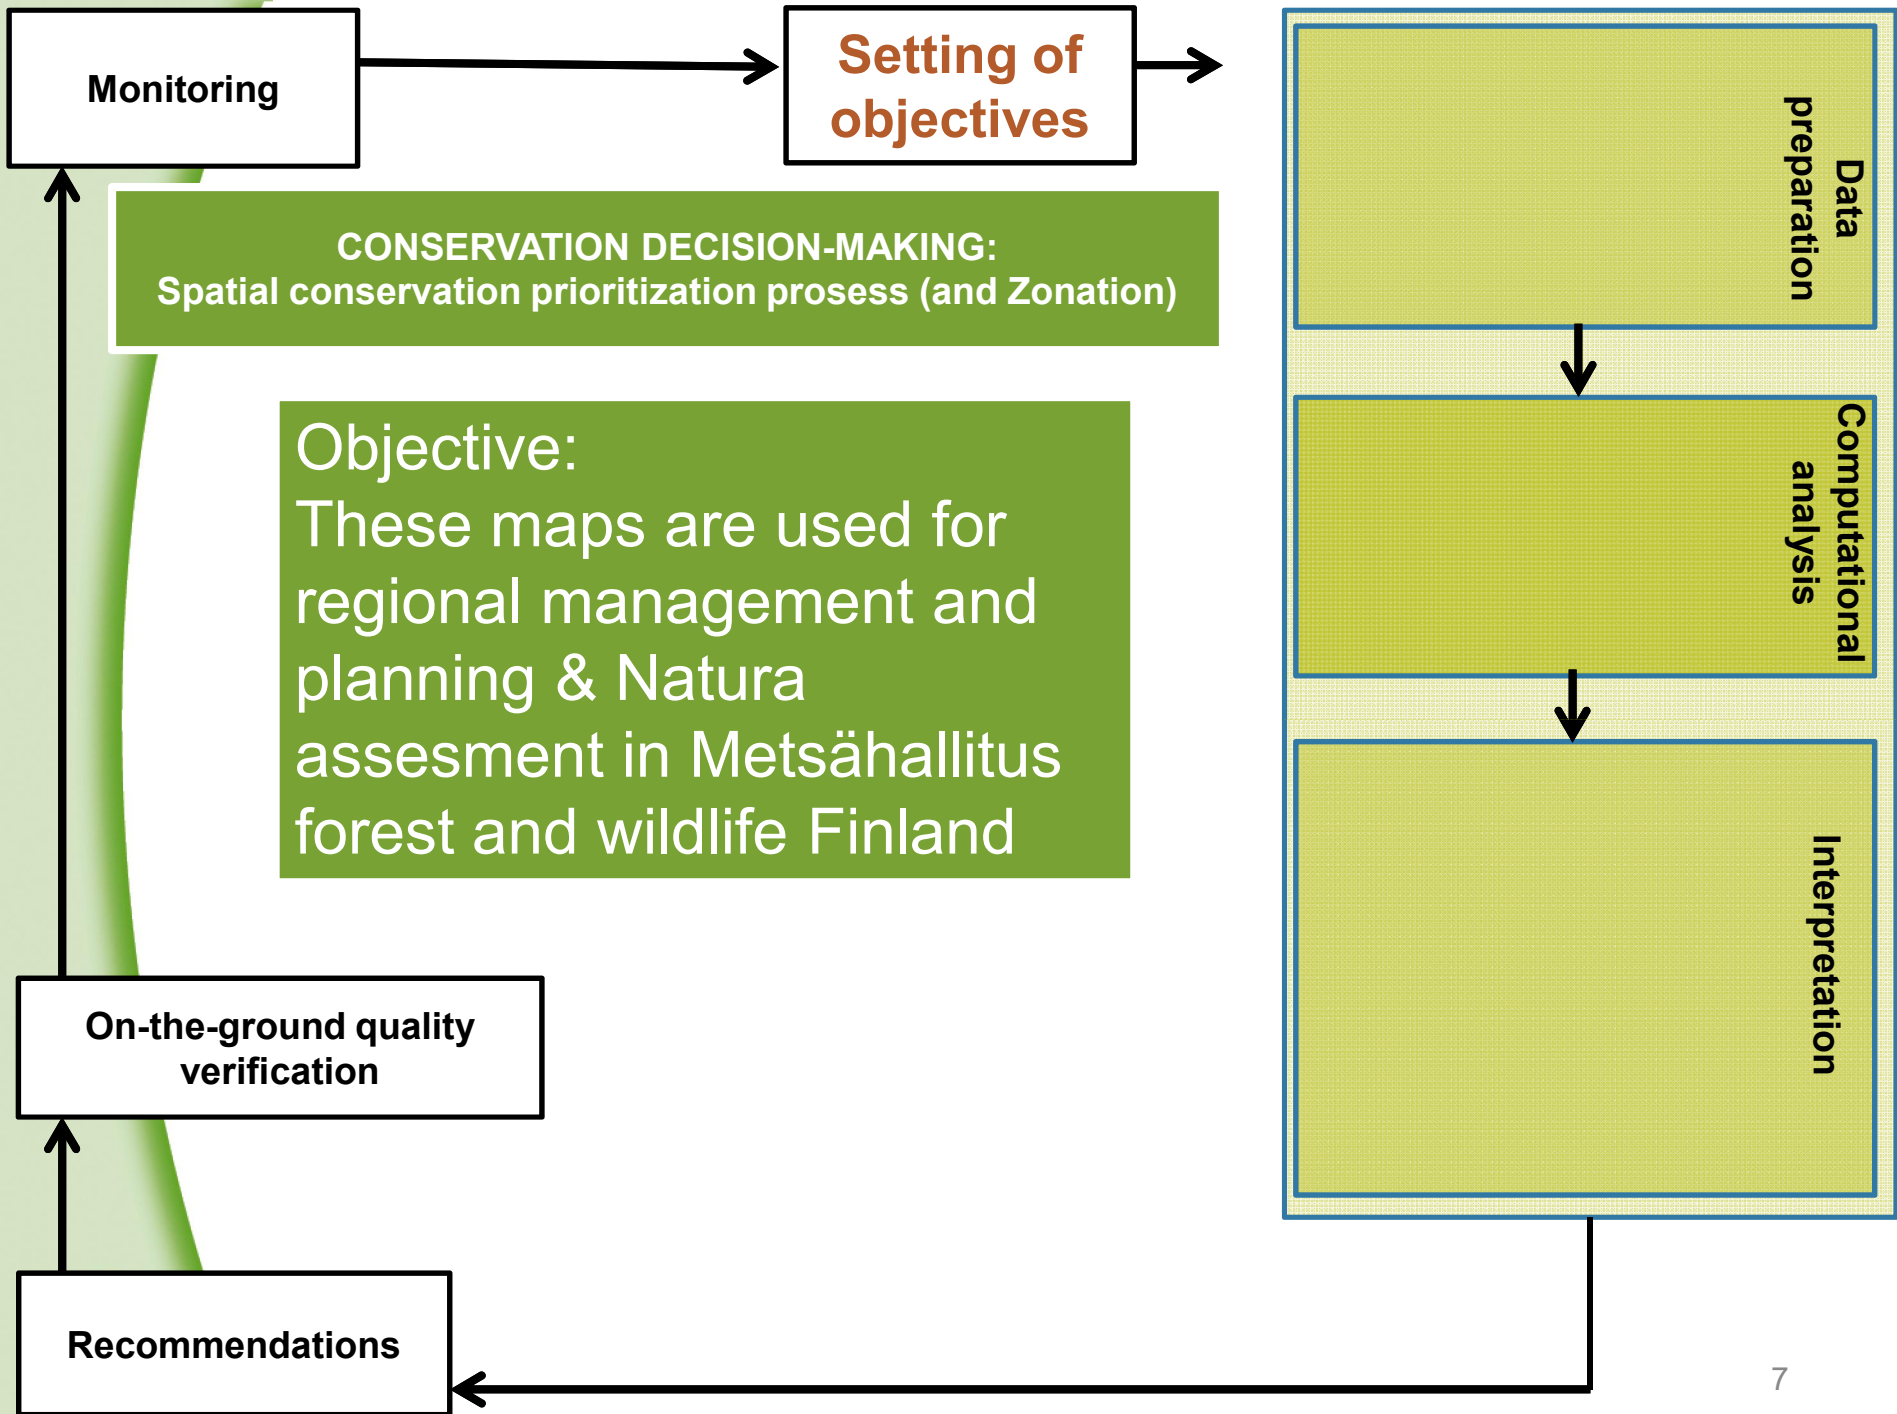 Monitoring
Setting of
objectives
CONSERVATION DECISION-MAKING:
Spatial conservation prioritization prosess (and Zonation)
Objective:
These maps are used for
regional management and
planning & Natura
assesment in Metsähallitus
forest and wildlife Finland
Data
preparation
Computational
analysis
Interpretation
On-the-ground quality
verification
Recommendations
7